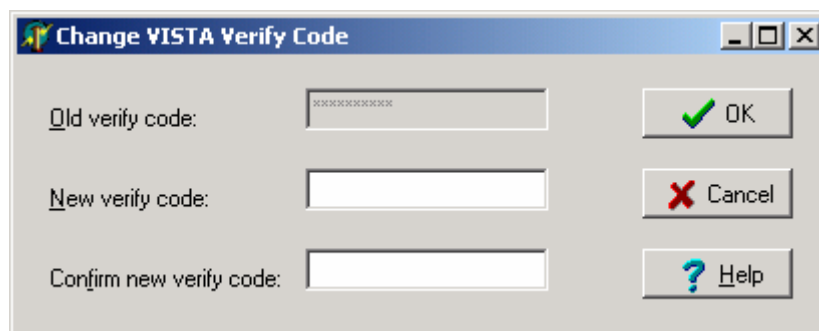 Change VISTA Verify Code
Old verify code: ********** OK
New verify code: Cancel
Confirm new verify code: Help